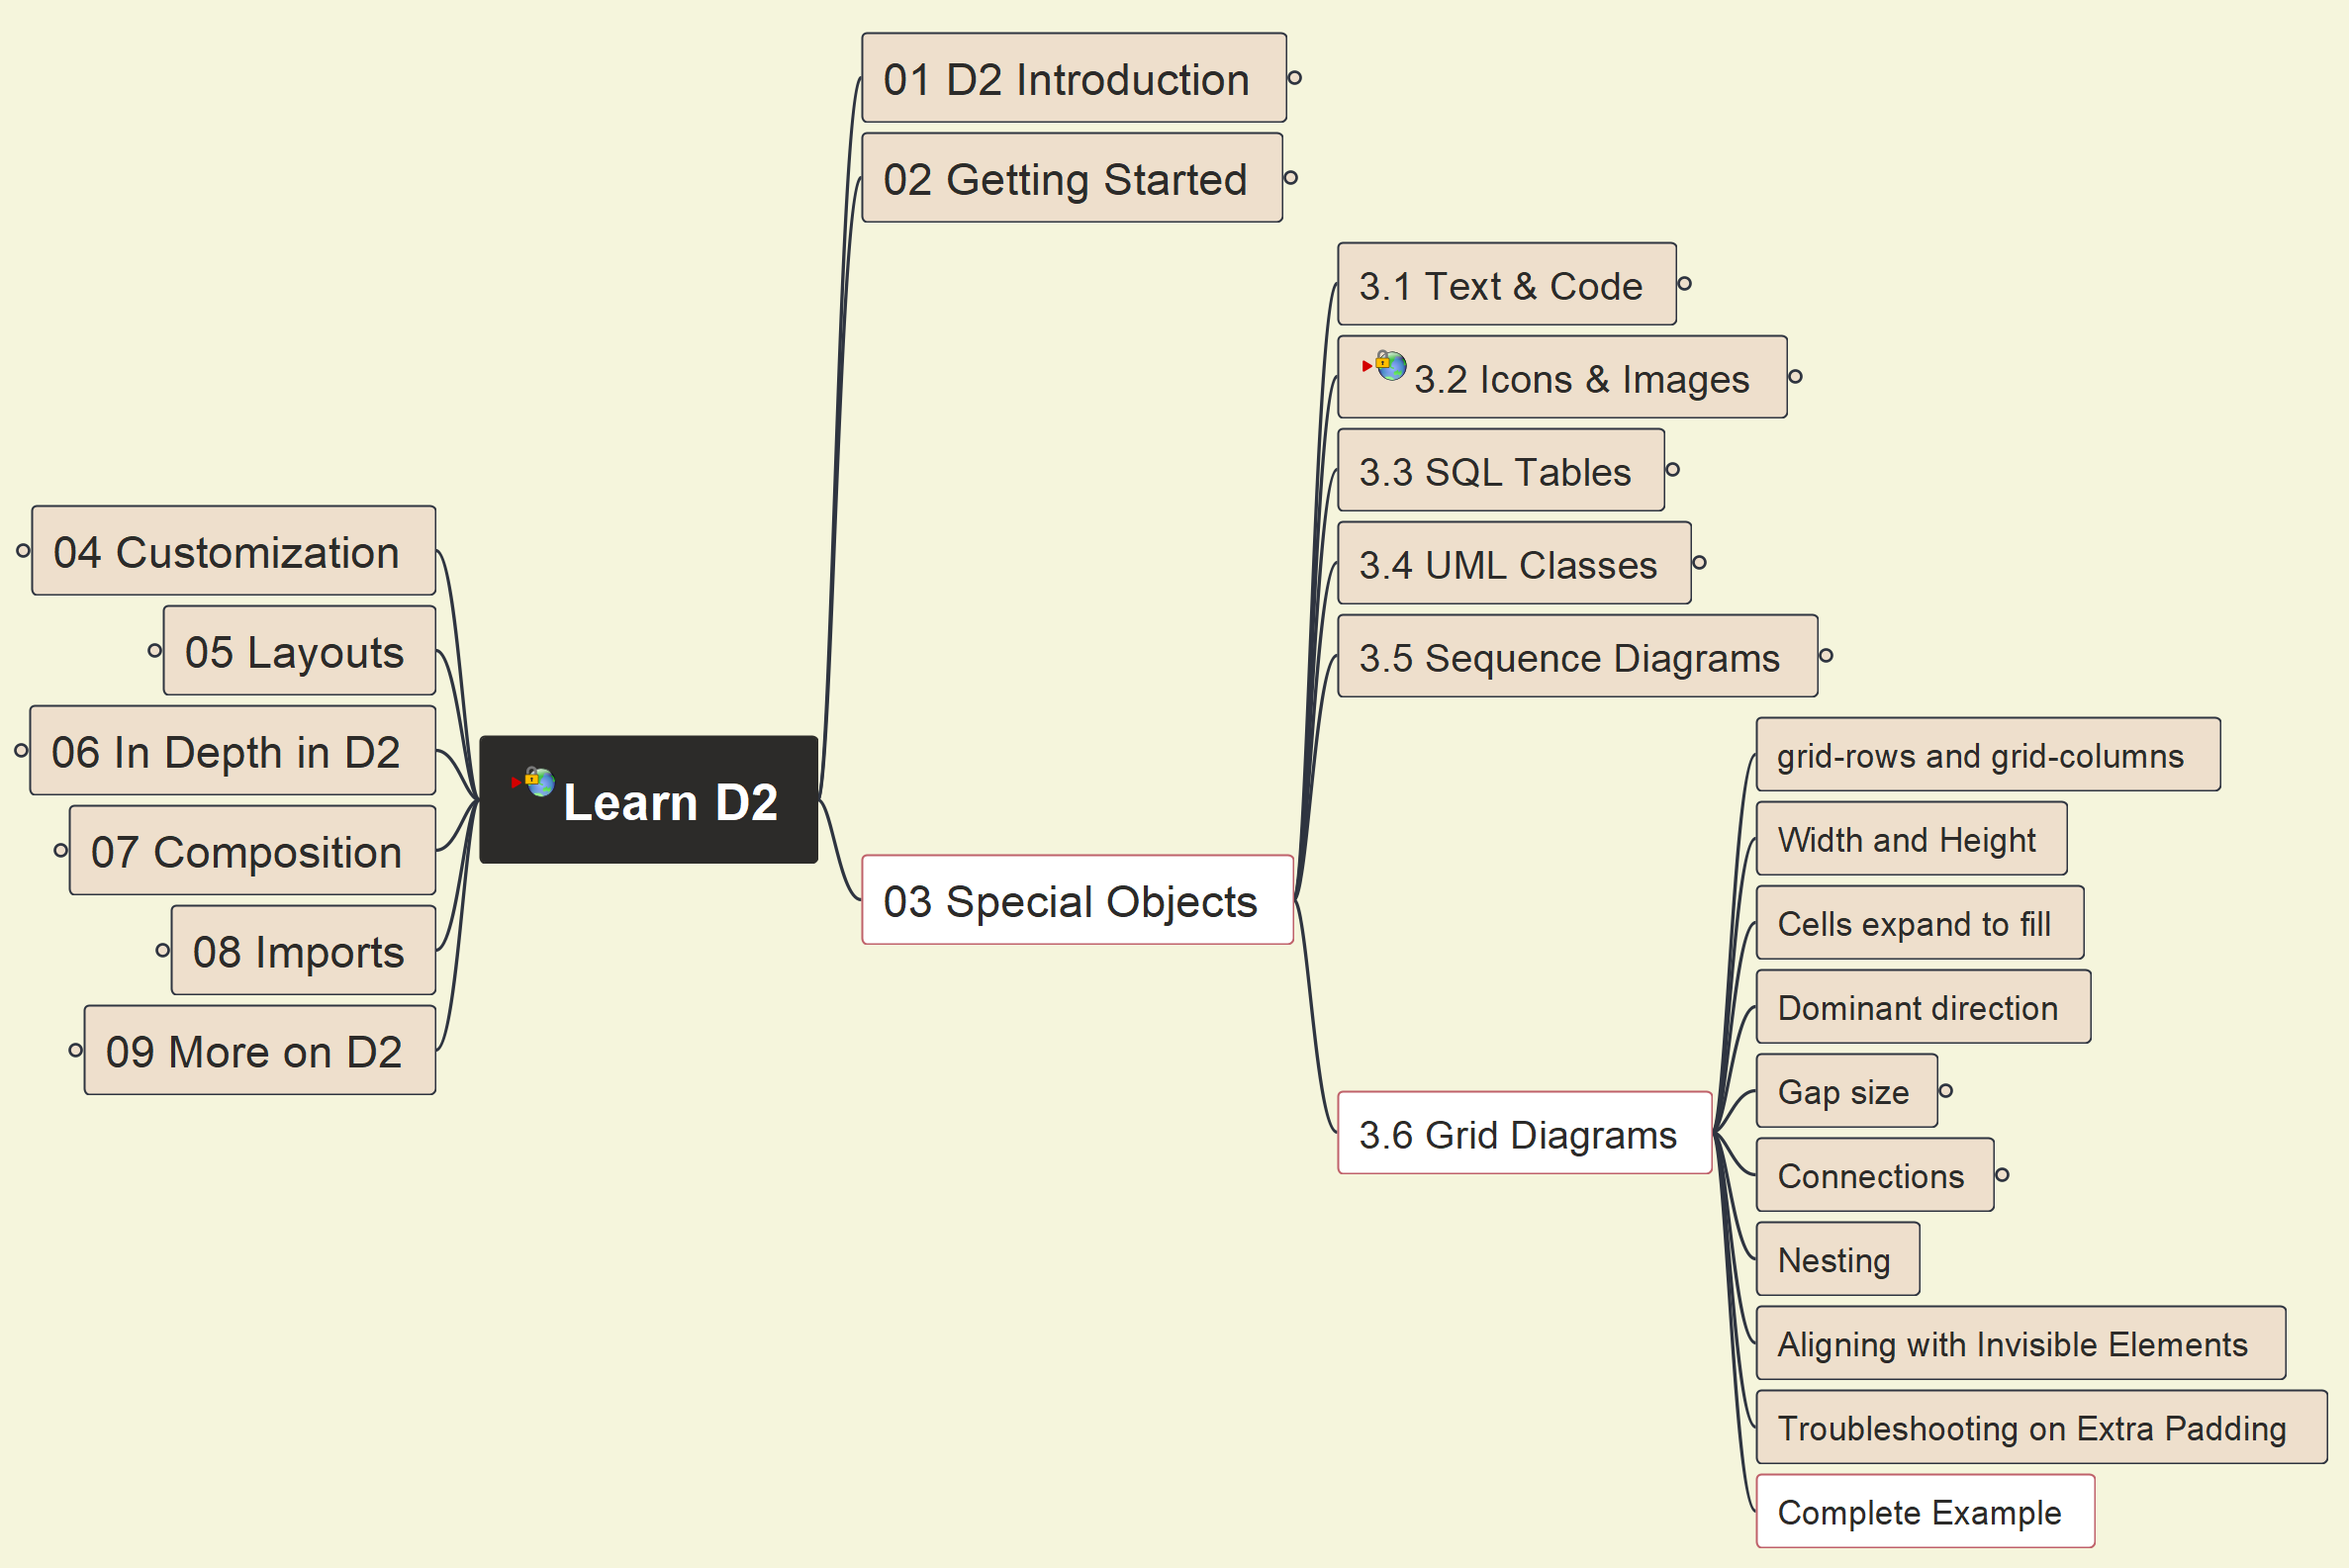 01 D2 Introduction
02 Getting Started
3.1 Text & Code
3.2 Icons & Images
3.3 SQL Tables
3.4 UML Classes
3.5 Sequence Diagrams
04 Customization
05 Layouts
06 In Depth in D2
07 Composition
08 Imports
09 More on D2
Learn D2
03 Special Objects
3.6 Grid Diagrams
grid-rows and grid-columns
Width and Height
Cells expand to fill
Dominant direction
Gap size
Connections
Nesting
Aligning with Invisible Elements
Troubleshooting on Extra Padding
Complete Example